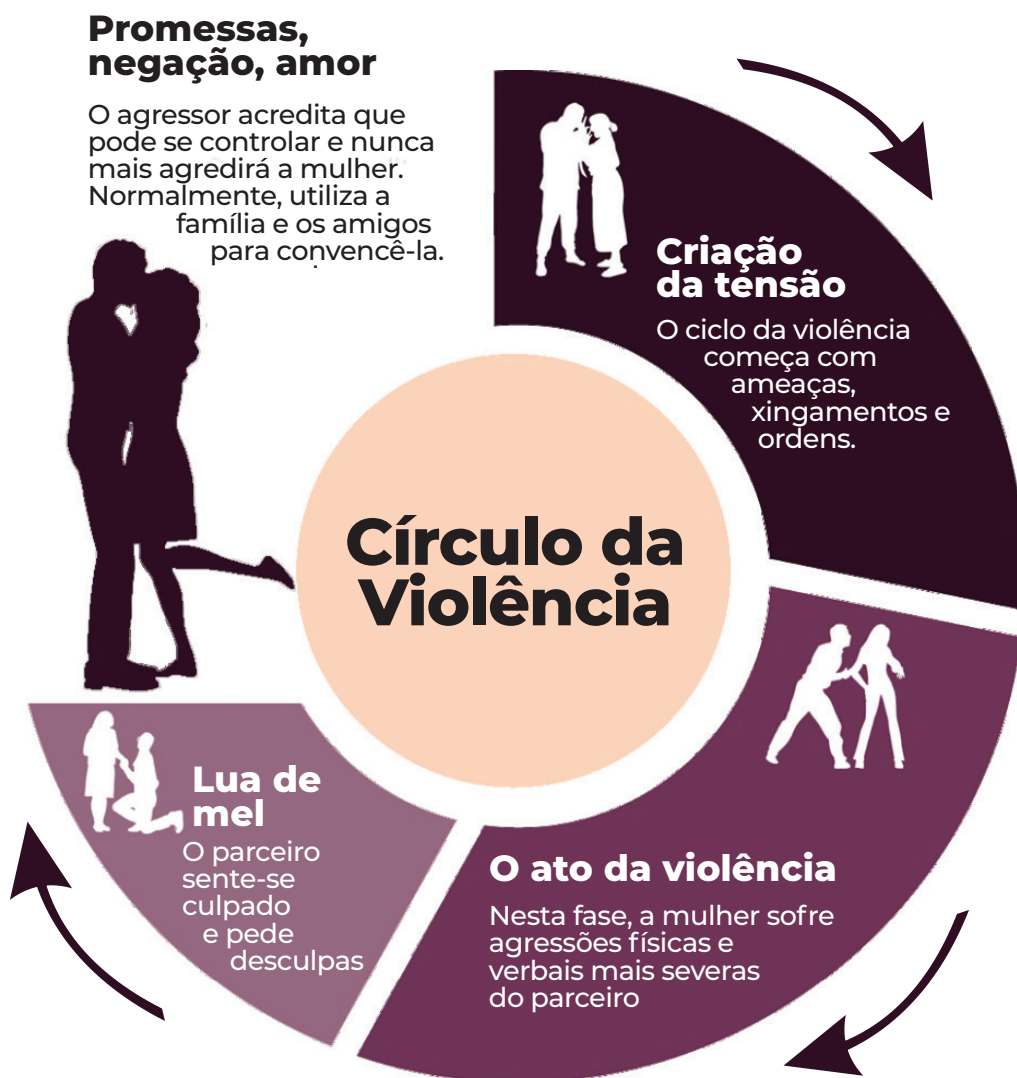 Promessas,
negação, amor
O agressor acredita que
pode se controlar e nunca
mais agredirá a mulher.
Normalmente, utiliza a
família e os amigos
para convencê-la.
Criação
da tensão
O ciclo da violência
começa com
ameaças,
xingamentos e
ordens.
Círculo da
Violência
O ato da violência
Nesta fase, a mulher sofre
agressões físicas e
verbais mais severas
do parceiro
Lua de
mel
O parceiro
sente-se
culpado
e pede
desculpas